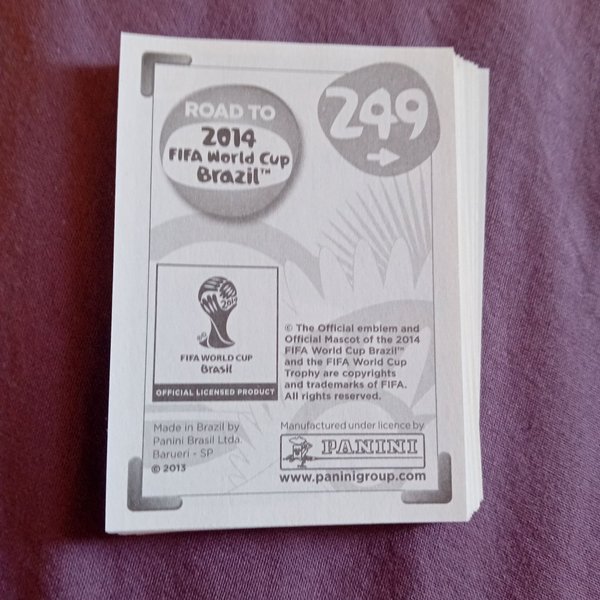 ROAD TO
2014
FIFA World Cup
Brazil™
249
FIFA WORLD CUP
Brasil
OFFICIAL LICENSED PRODUCT
© The Official emblem and
Official Mascot of the 2014
FIFA World Cup Brazil™
and the FIFA World Cup
Trophy are copyrights
and trademarks of FIFA.
All rights reserved.
Made in Brazil by
Panini Brasil Ltda.
Barueri - SP
© 2013
Manufactured under licence by
PANINI
www.paninigroup.com